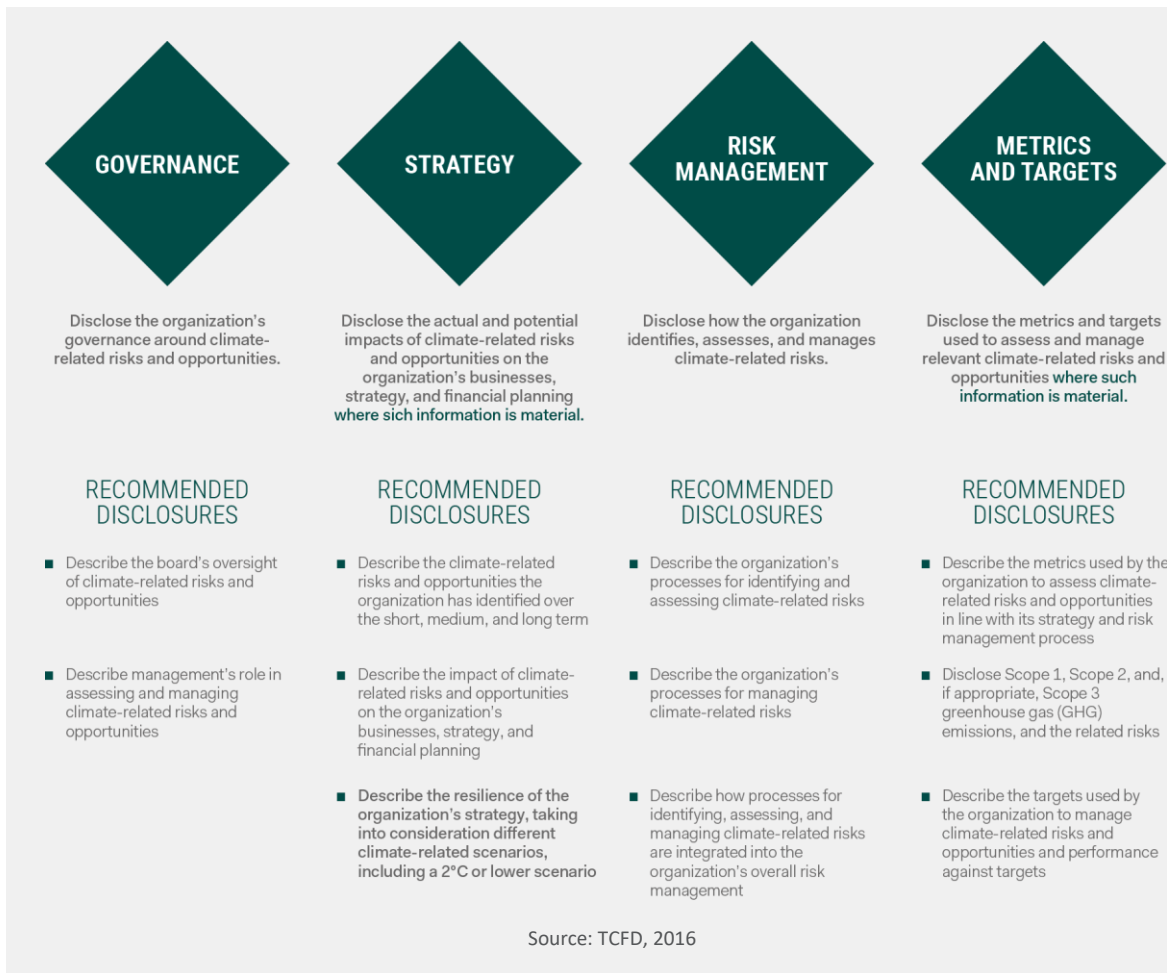 GOVERNANCE
Disclose the organization's
governance around climate-
related risks and opportunities.
RECOMMENDED
DISCLOSURES
■ Describe the board's oversight
of climate-related risks and
opportunities
■ Describe management's role in
assessing and managing
climate-related risks and
opportunities
STRATEGY
Disclose the actual and potential
impacts of climate-related risks
and opportunities on the
organization's businesses,
strategy, and financial planning
where sich information is material.
RECOMMENDED
DISCLOSURES
■ Describe the climate-related
risks and opportunities the
organization has identified over
the short, medium, and long term
■ Describe the impact of climate-
related risks and opportunities
on the organization's
businesses, strategy, and
financial planning
■ Describe the resilience of the
organization's strategy, taking
into consideration different
climate-related scenarios,
including a 2°C or lower scenario
RISK
MANAGEMENT
Disclose how the organization
identifies, assesses, and manages
climate-related risks.
RECOMMENDED
DISCLOSURES
■ Describe the organization's
processes for identifying and
assessing climate-related risks
■ Describe the organization's
processes for managing
climate-related risks
■ Describe how processes for
identifying, assessing, and
managing climate-related risks
are integrated into the
organization's overall risk
management
METRICS
AND TARGETS
Disclose the metrics and targets
used to assess and manage
relevant climate-related risks and
opportunities where such
information is material.
RECOMMENDED
DISCLOSURES
■ Describe the metrics used by the
organization to assess climate-
related risks and opportunities
in line with its strategy and risk
management process
■ Disclose Scope 1, Scope 2, and,
if appropriate, Scope 3
greenhouse gas (GHG)
emissions, and the related risks
■ Describe the targets used by
the organization to manage
climate-related risks and
opportunities and performance
against targets
Source: TCFD, 2016